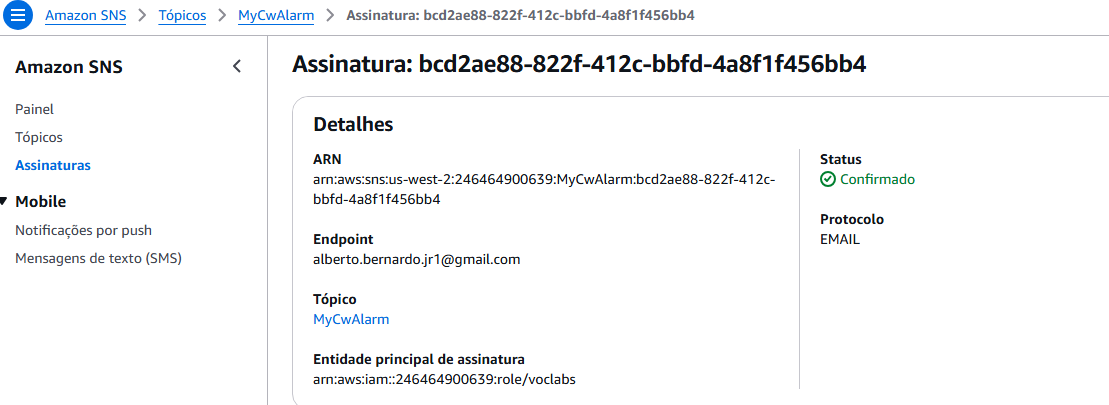 Amazon SNS > Tópicos > MyCwAlarm > Assinatura: bcd2ae88-822f-412c-bbfd-4a8f1f456bb4
Amazon SNS
Painel
Tópicos
Assinaturas
Mobile
Notificações por push
Mensagens de texto (SMS)
Assinatura: bcd2ae88-822f-412c-bbfd-4a8f1f456bb4
Detalhes
ARN
arn:aws:sns:us-west-2:246464900639:MyCwAlarm:bcd2ae88-822f-412c-
bbfd-4a8f1f456bb4
Endpoint
alberto.bernardo.jr1@gmail.com
Tópico
MyCwAlarm
Entidade principal de assinatura
arn:aws:iam::246464900639:role/voclabs
Status
Confirmado
Protocolo
EMAIL